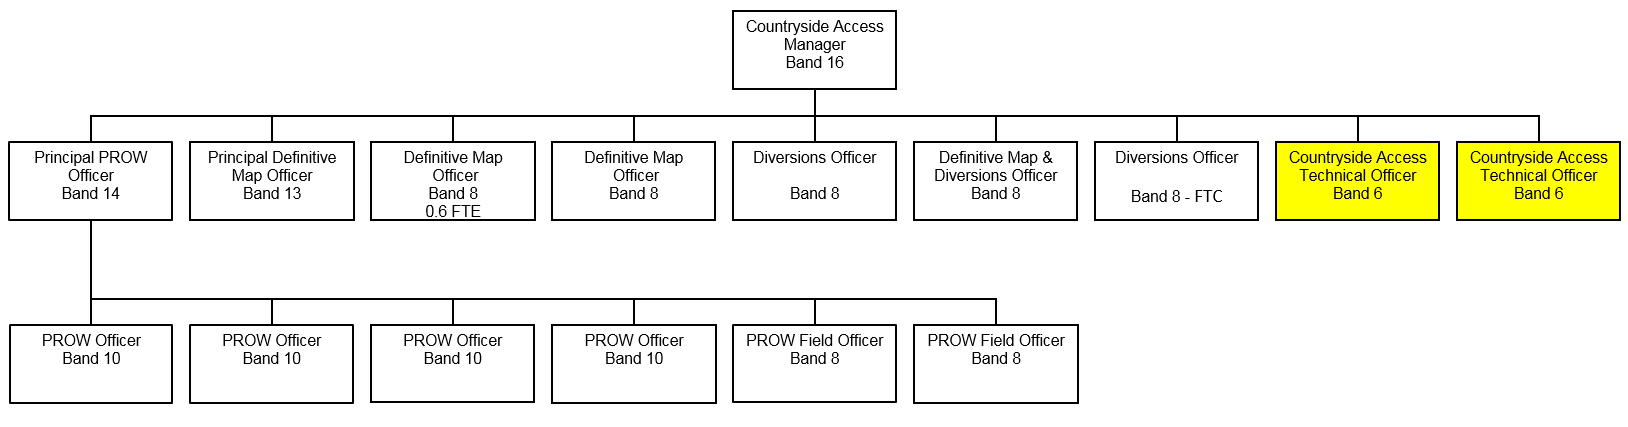 Countryside Access
Manager
Band 16
Principal PROW
Officer
Band 14
Principal Definitive
Map Officer
Band 13
Definitive Map
Officer
Band 8
0.6 FTE
Definitive Map
Officer
Band 8
Diversions Officer
Band 8
Definitive Map &
Diversions Officer
Band 8
Diversions Officer
Band 8 - FTC
Countryside Access
Technical Officer
Band 6
Countryside Access
Technical Officer
Band 6
PROW Officer
Band 10
PROW Officer
Band 10
PROW Officer
Band 10
PROW Officer
Band 10
PROW Field Officer
Band 8
PROW Field Officer
Band 8